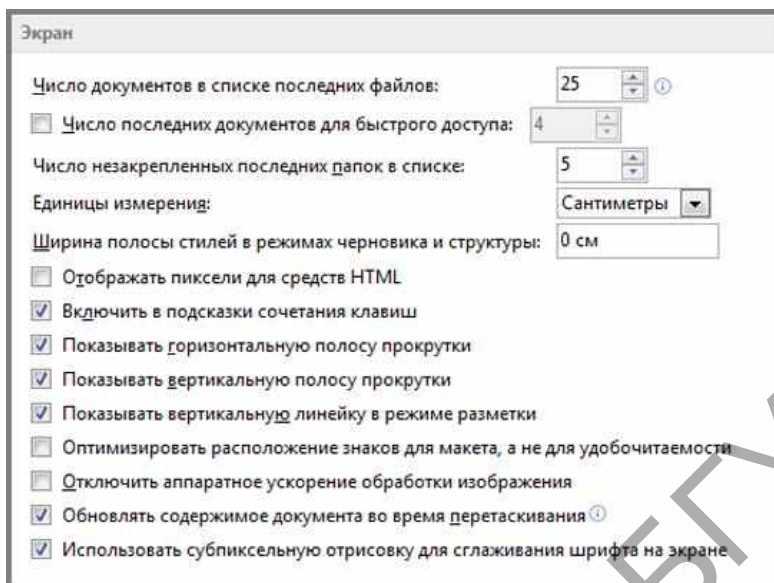 Экран
Число документов в списке последних файлов: 25
Число последних документов для быстрого доступа: 4
Число незакрепленных последних папок в списке: 5
Единицы измерения: Сантиметры
Ширина полосы стилей в режимах черновика и структуры: 0 см
Отображать пиксели для средств HTML
Включить в подсказки сочетания клавиш
Показывать горизонтальную полосу прокрутки
Показывать вертикальную полосу прокрутки
Показывать вертикальную линейку в режиме разметки
Оптимизировать расположение знаков для макета, а не для удобочитаемости
Отключить аппаратное ускорение обработки изображения
Обновлять содержимое документа во время перетаскивания
Использовать субпиксельную отрисовку для сглаживания шрифта на экране